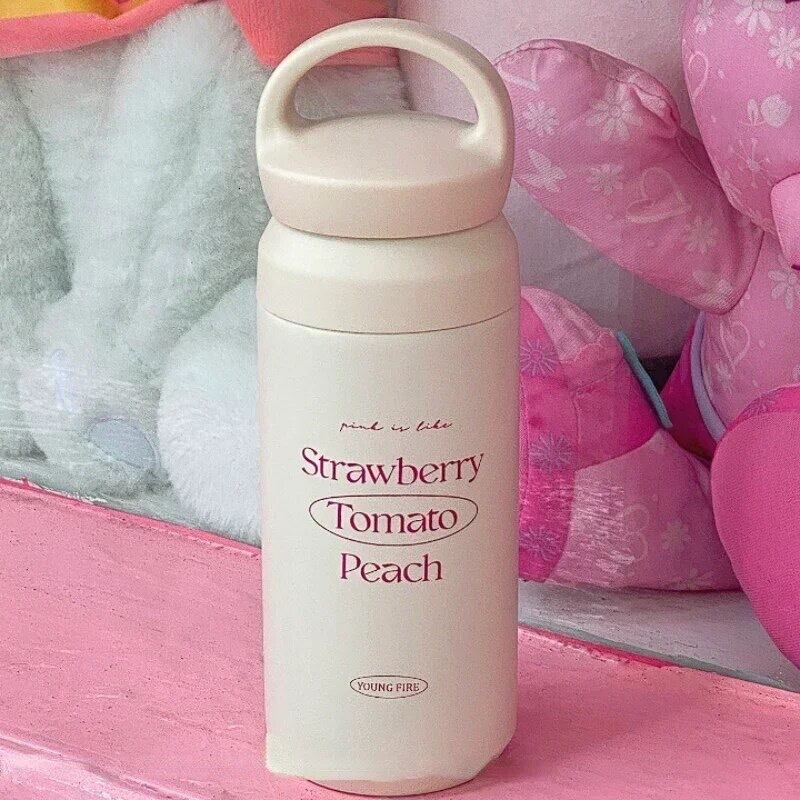 pink is like
Strawberry
Tomato
Peach
YOUNG FIRE